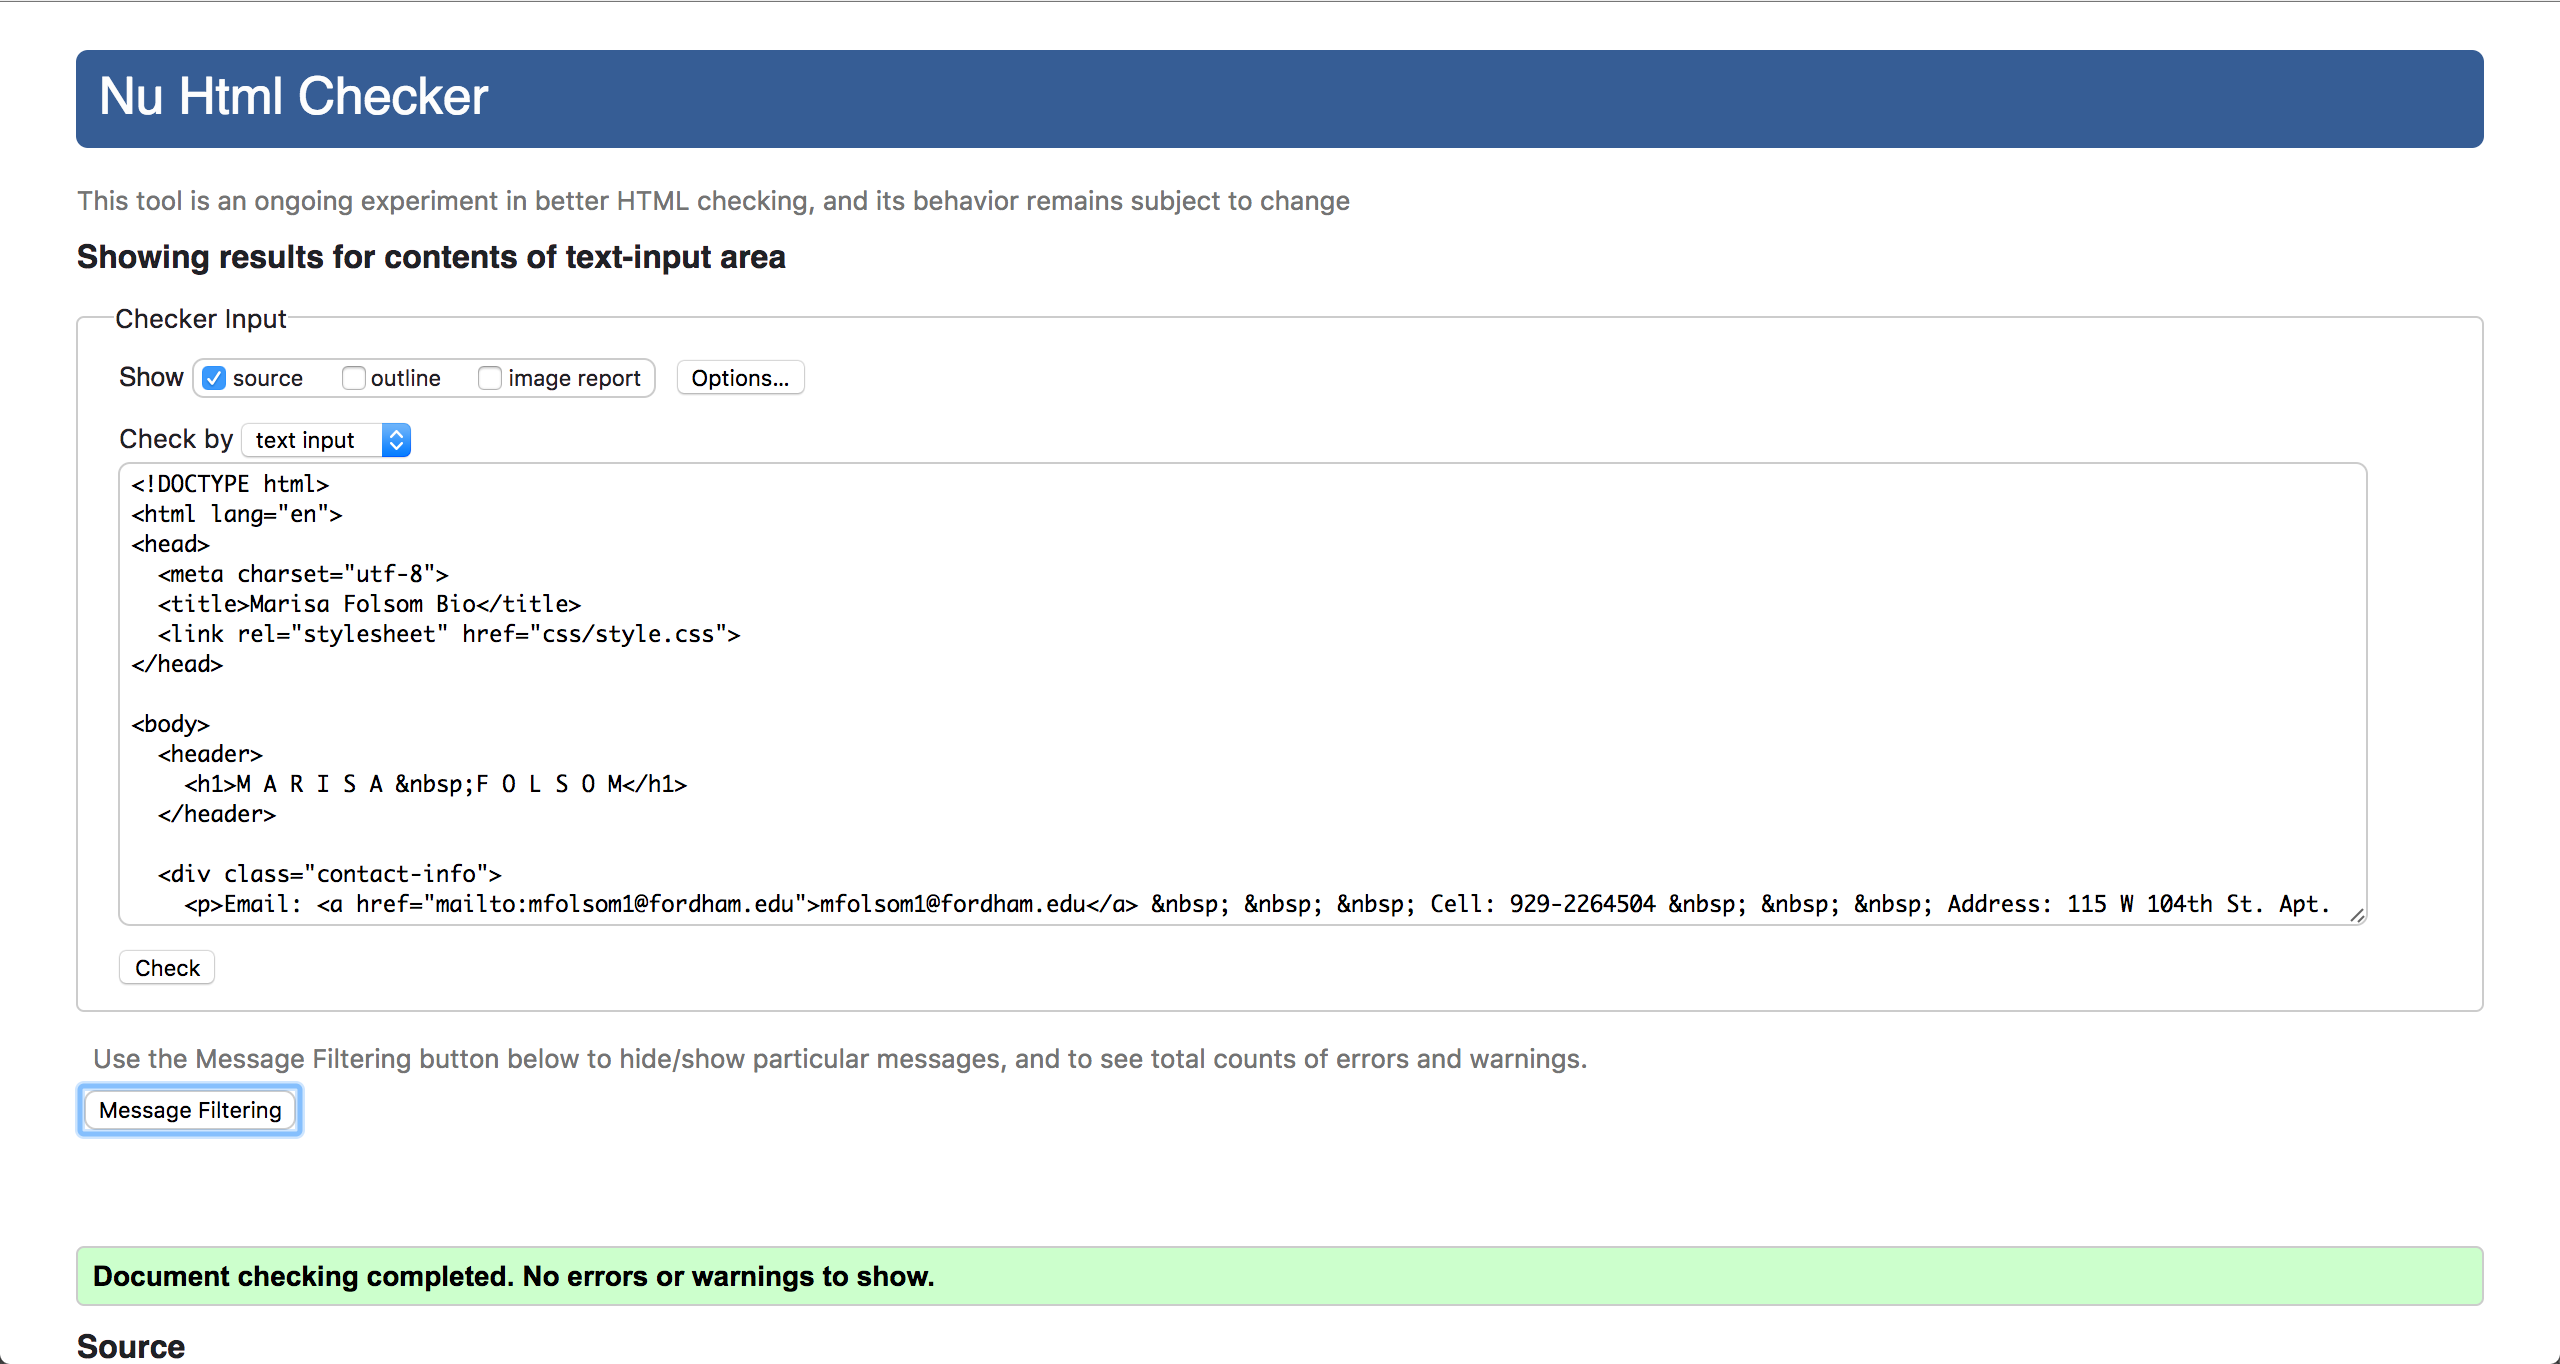 Nu Html Checker
This tool is an ongoing experiment in better HTML checking, and its behavior remains subject to change
Showing results for contents of text-input area
Checker Input
Show source outline image report Options...
Check by text input
<!DOCTYPE html>
<html lang="en">
<head>
  <meta charset="utf-8">
  <title>Marisa Folsom Bio</title>
  <link rel="stylesheet" href="css/style.css">
</head>

<body>
  <header>
    <h1>M A R I S A &nbsp;F O L S O M</h1>
  </header>

  <div class="contact-info">
    <p>Email: <a href="mailto:mfolsom1@fordham.edu">mfolsom1@fordham.edu</a> &nbsp; &nbsp; &nbsp; Cell: 929-2264504 &nbsp; &nbsp; &nbsp; Address: 115 W 104th St. Apt.
Check
Use the Message Filtering button below to hide/show particular messages, and to see total counts of errors and warnings.
Message Filtering
Document checking completed. No errors or warnings to show.
Source